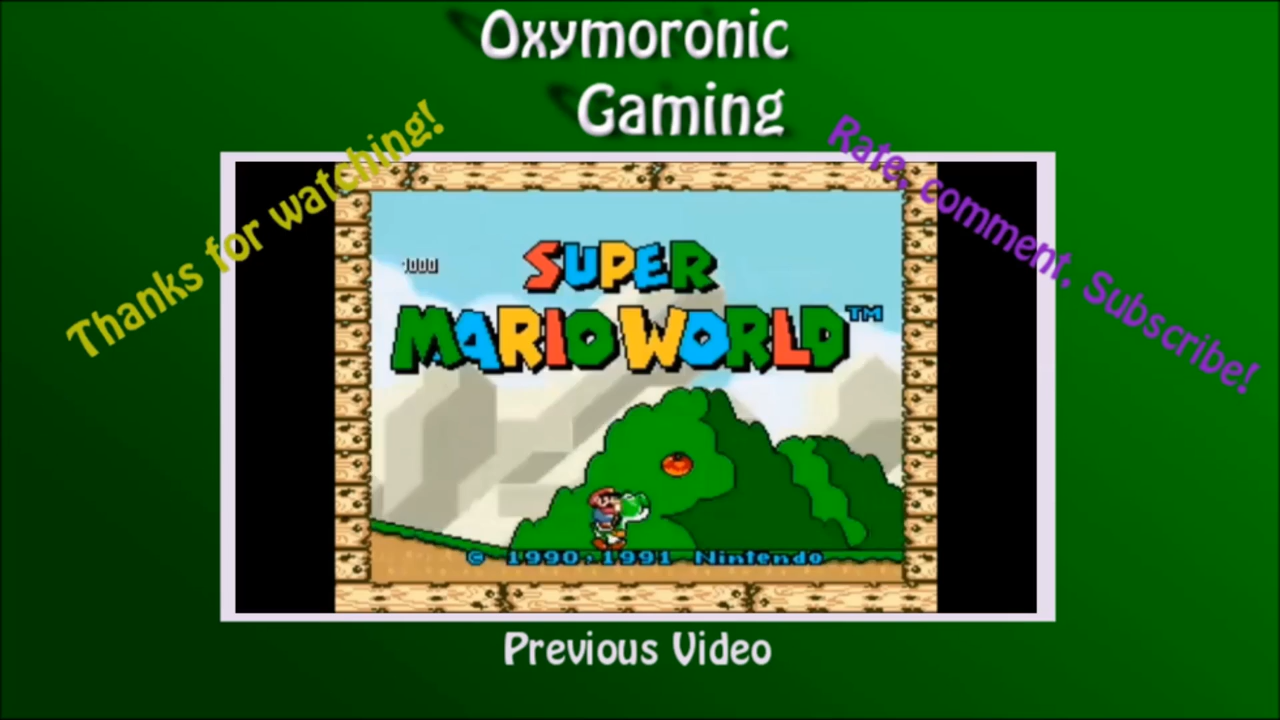 Oxymoronic
Gaming
Thanks for watching!
Rate, comment, Subscribe!
1000
SUPER
MARIO WORLD™
© 1990, 1991 Nintendo
Previous Video